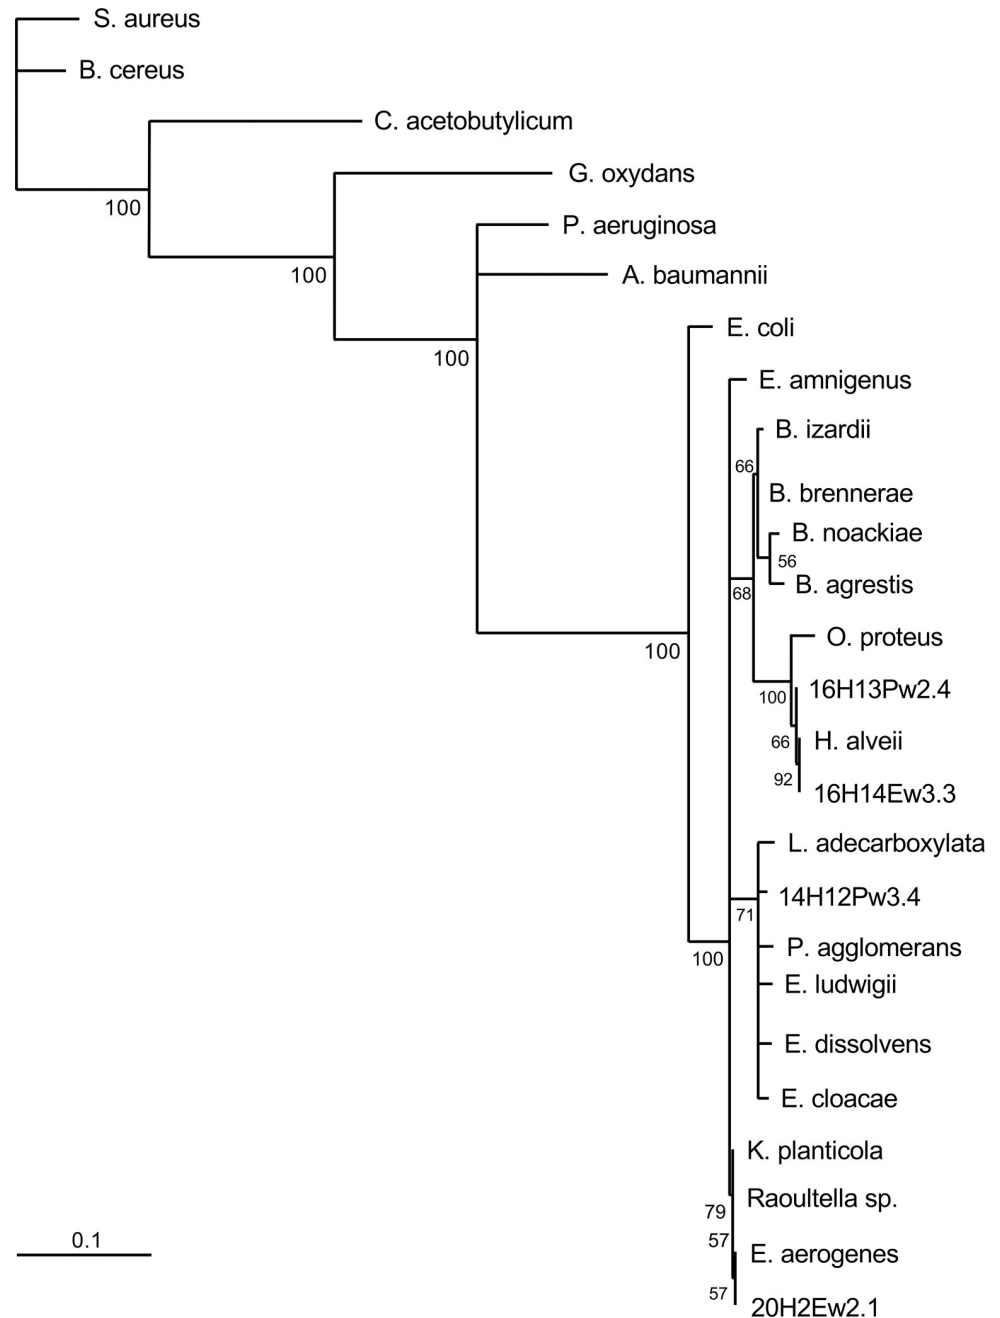 S. aureus
B. cereus
C. acetobutylicum
G. oxydans
100
P. aeruginosa
100
A. baumannii
E. coli
100
E. amnigenus
B. izardii
66
B. brennerae
B. noackiae
56
B. agrestis
68
O. proteus
100
16H13Pw2.4
100
66
H. alveii
92
16H14Ew3.3
L. adecarboxylata
14H12Pw3.4
71
P. agglomerans
100
E. ludwigii
E. dissolvens
E. cloacae
K. planticola
Raoultella sp.
79
0.1
57
E. aerogenes
57
20H2Ew2.1